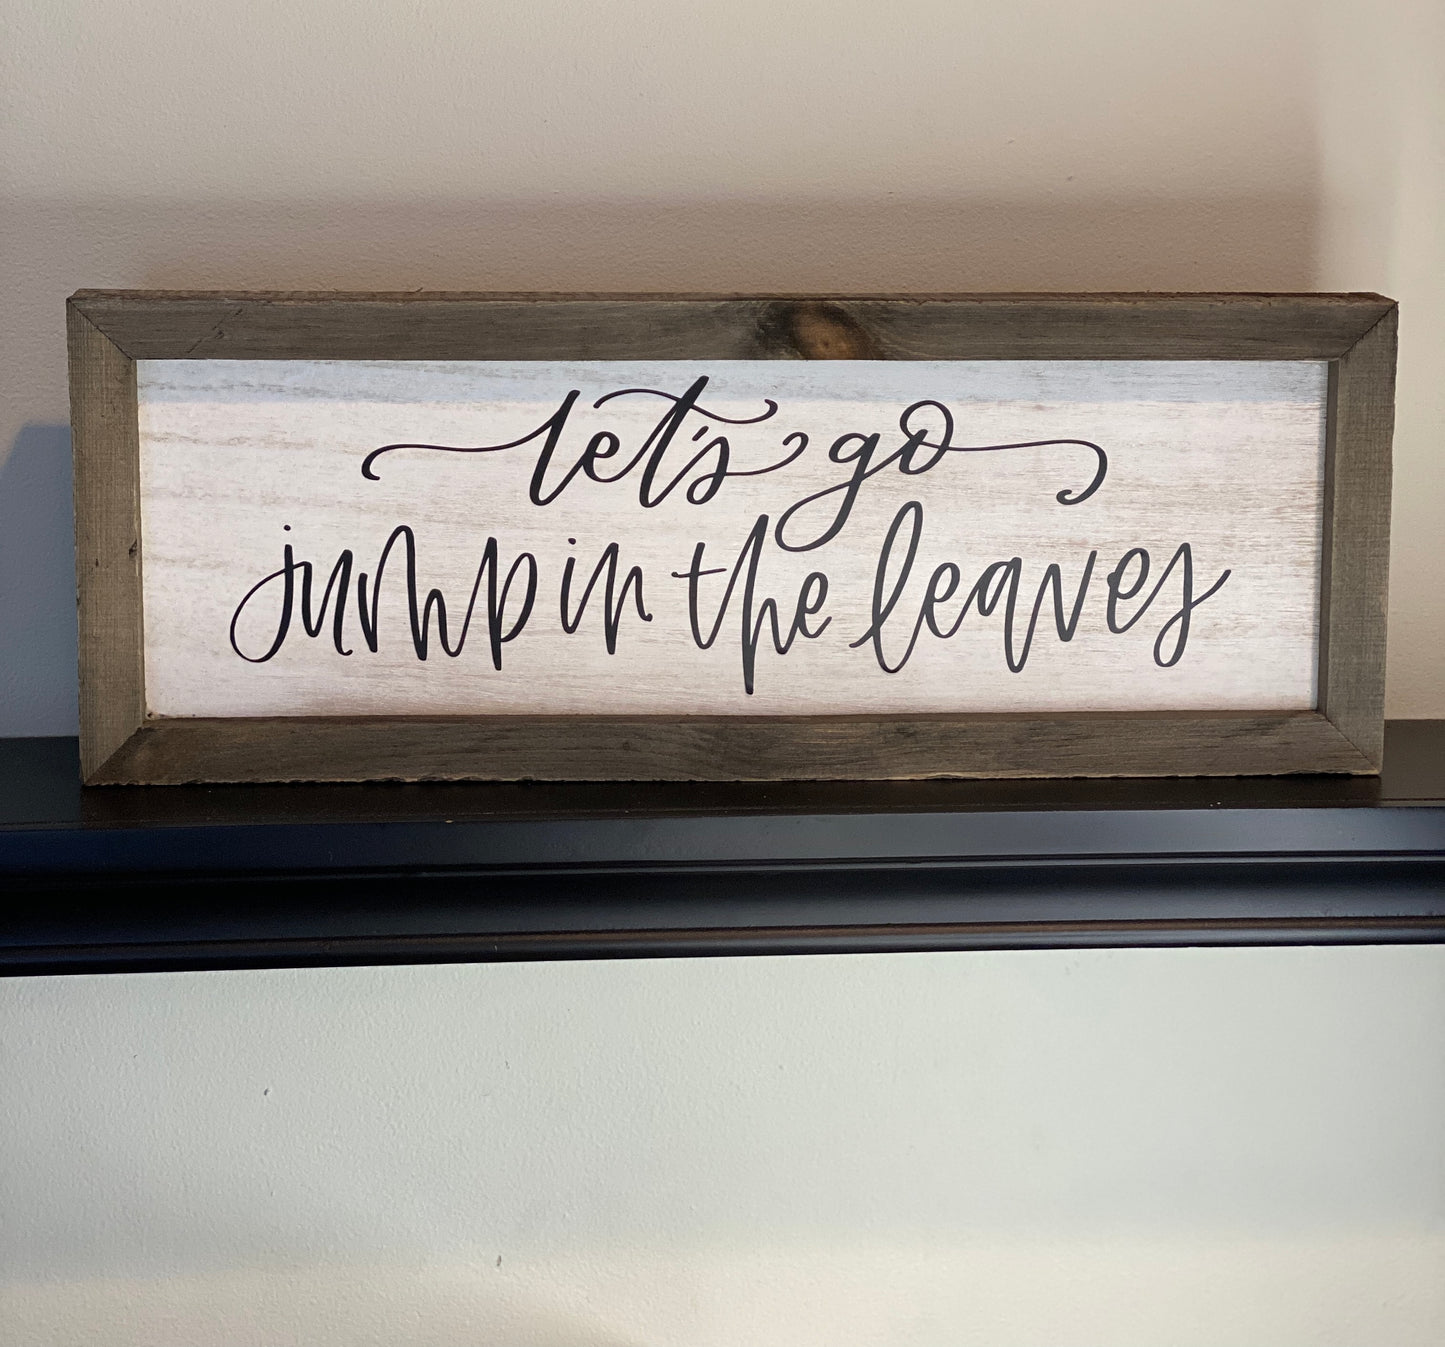 let's go
jump in the leaves